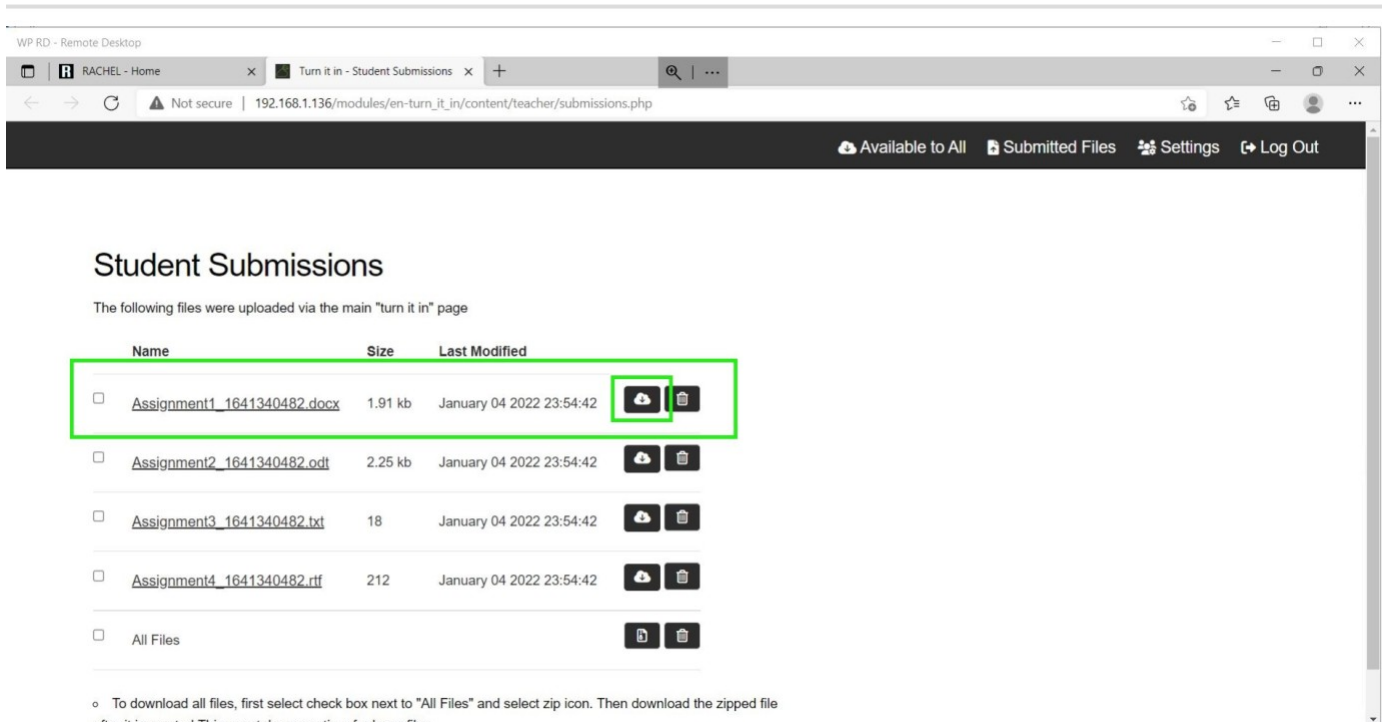 WP RD - Remote Desktop
RACHEL - Home
Turn it in - Student Submissions
Not secure | 192.168.1.136/modules/en-turn_it_in/content/teacher/submissions.php
Available to All Submitted Files Settings Log Out
Student Submissions
The following files were uploaded via the main "turn it in" page
Name Size Last Modified
Assignment1_1641340482.docx 1.91 kb January 04 2022 23:54:42
Assignment2_1641340482.odt 2.25 kb January 04 2022 23:54:42
Assignment3_1641340482.txt 18 January 04 2022 23:54:42
Assignment4_1641340482.rtf 212 January 04 2022 23:54:42
All Files
To download all files, first select check box next to "All Files" and select zip icon. Then download the zipped file